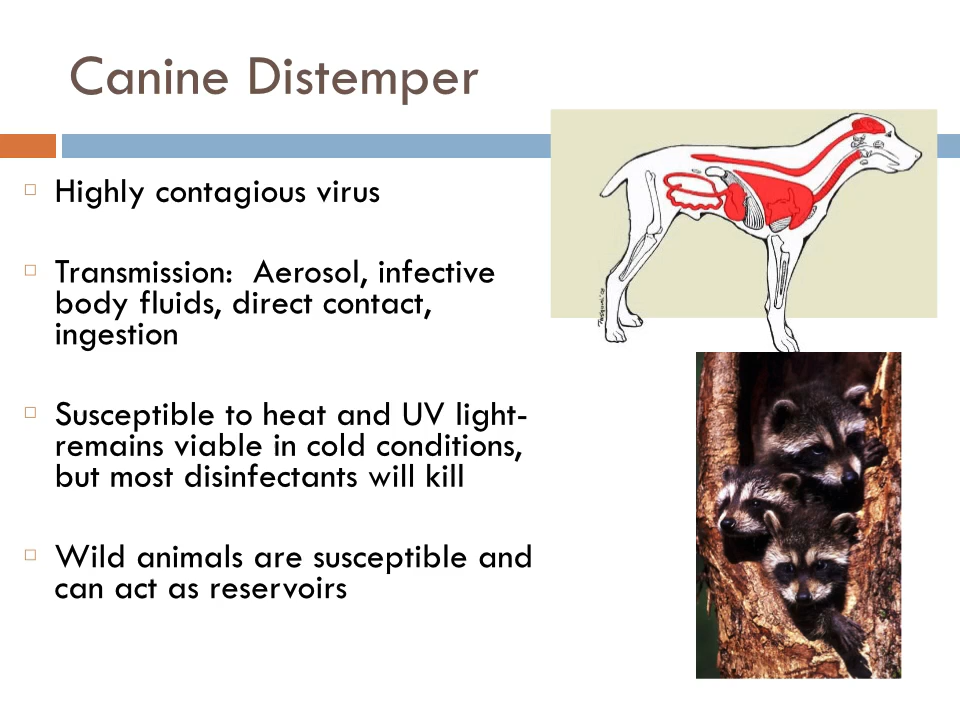 Canine Distemper
Highly contagious virus
Transmission:  Aerosol, infective
body fluids, direct contact,
ingestion
Susceptible to heat and UV light-
remains viable in cold conditions,
but most disinfectants will kill
Wild animals are susceptible and
can act as reservoirs